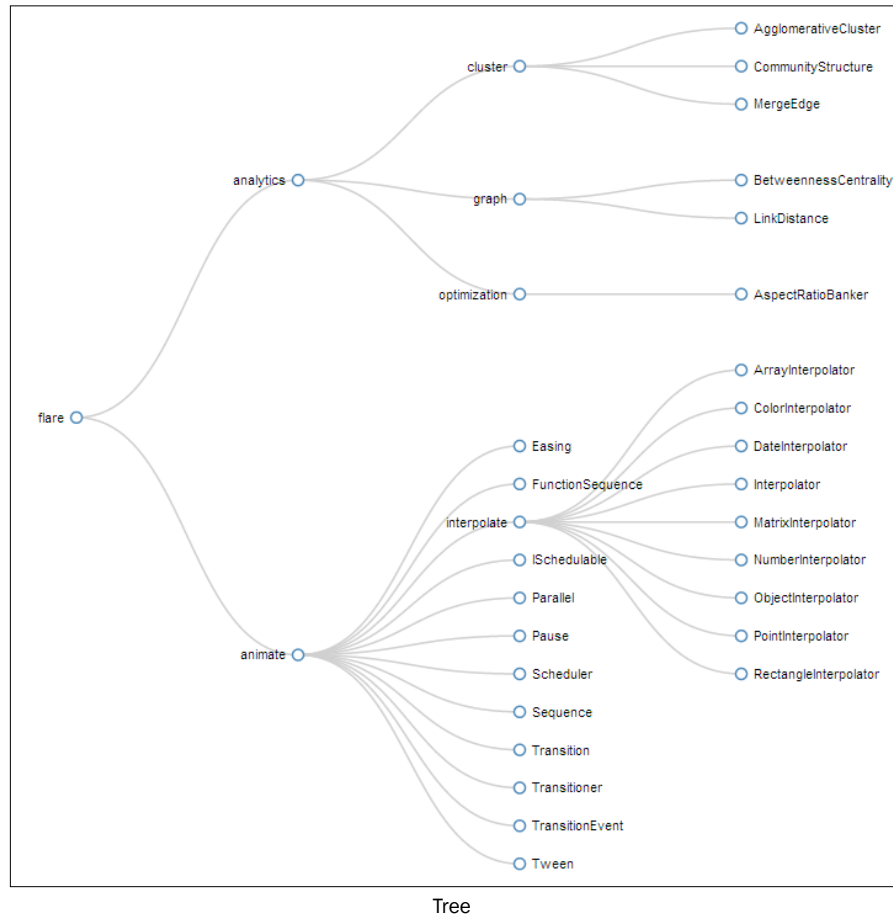 AgglomerativeCluster
cluster
CommunityStructure
MergeEdge
analytics
BetweennessCentrality
graph
LinkDistance
optimization
AspectRatioBanker
ArrayInterpolator
ColorInterpolator
flare
Easing
DateInterpolator
FunctionSequence
Interpolator
interpolate
MatrixInterpolator
ISchedulable
NumberInterpolator
Parallel
ObjectInterpolator
Pause
PointInterpolator
animate
Scheduler
RectangleInterpolator
Sequence
Transition
Transitioner
TransitionEvent
Tween
Tree